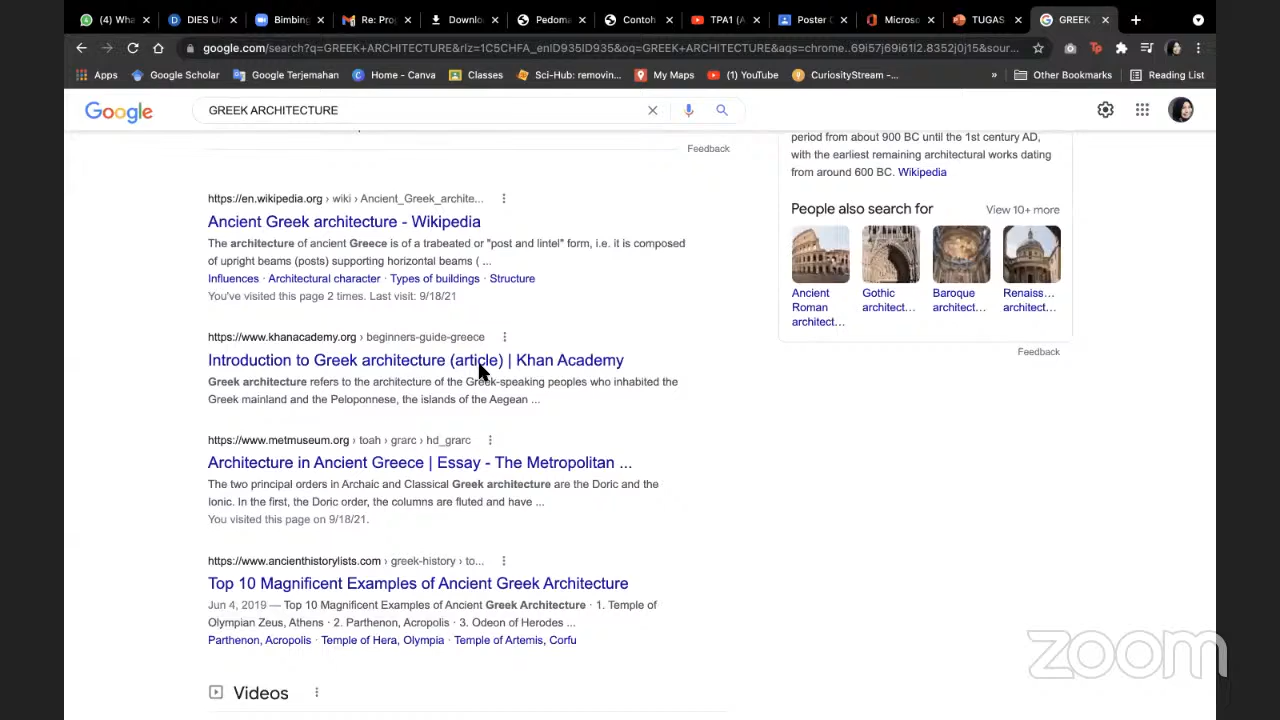 (4) Wha
DIES Un
Bimbing
Re: Pro
Downlo
Pedoma
Contoh
TPA1 (A
Poster C
Microso
TUGAS
GREEK
google.com/search?q=GREEK+ARCHITECTURE&rlz=1C5CHFA_enID935ID935&oq=GREEK+ARCHITECTURE&aqs=chrome..69i57j69i61l2.8352j0j15&sour...
Apps
Google Scholar
Google Terjemahan
Home - Canva
Classes
Sci-Hub: removin...
My Maps
(1) YouTube
CuriosityStream -...
»
Other Bookmarks
Reading List
Google
GREEK ARCHITECTURE
Feedback
https://en.wikipedia.org › wiki › Ancient_Greek_archite...
Ancient Greek architecture - Wikipedia
The architecture of ancient Greece is of a trabeated or "post and lintel" form, i.e. it is composed
of upright beams (posts) supporting horizontal beams ( ...
Influences · Architectural character · Types of buildings · Structure
You've visited this page 2 times. Last visit: 9/18/21
https://www.khanacademy.org › beginners-guide-greece
Introduction to Greek architecture (article) | Khan Academy
Greek architecture refers to the architecture of the Greek-speaking peoples who inhabited the
Greek mainland and the Peloponnese, the islands of the Aegean ...
https://www.metmuseum.org › toah › grarc › hd_grarc
Architecture in Ancient Greece | Essay - The Metropolitan ...
The two principal orders in Archaic and Classical Greek architecture are the Doric and the
Ionic. In the first, the Doric order, the columns are fluted and have ...
You visited this page on 9/18/21.
https://www.ancienthistorylists.com › greek-history › to...
Top 10 Magnificent Examples of Ancient Greek Architecture
Jun 4, 2019 — Top 10 Magnificent Examples of Ancient Greek Architecture · 1. Temple of
Olympian Zeus, Athens · 2. Parthenon, Acropolis · 3. Odeon of Herodes ...
Parthenon, Acropolis · Temple of Hera, Olympia · Temple of Artemis, Corfu
Videos
period from about 900 BC until the 1st century AD,
with the earliest remaining architectural works dating
from around 600 BC. Wikipedia
People also search for
View 10+ more
Ancient
Roman
architect...
Gothic
architect...
Baroque
architect...
Renaiss...
architect...
Feedback
zoom